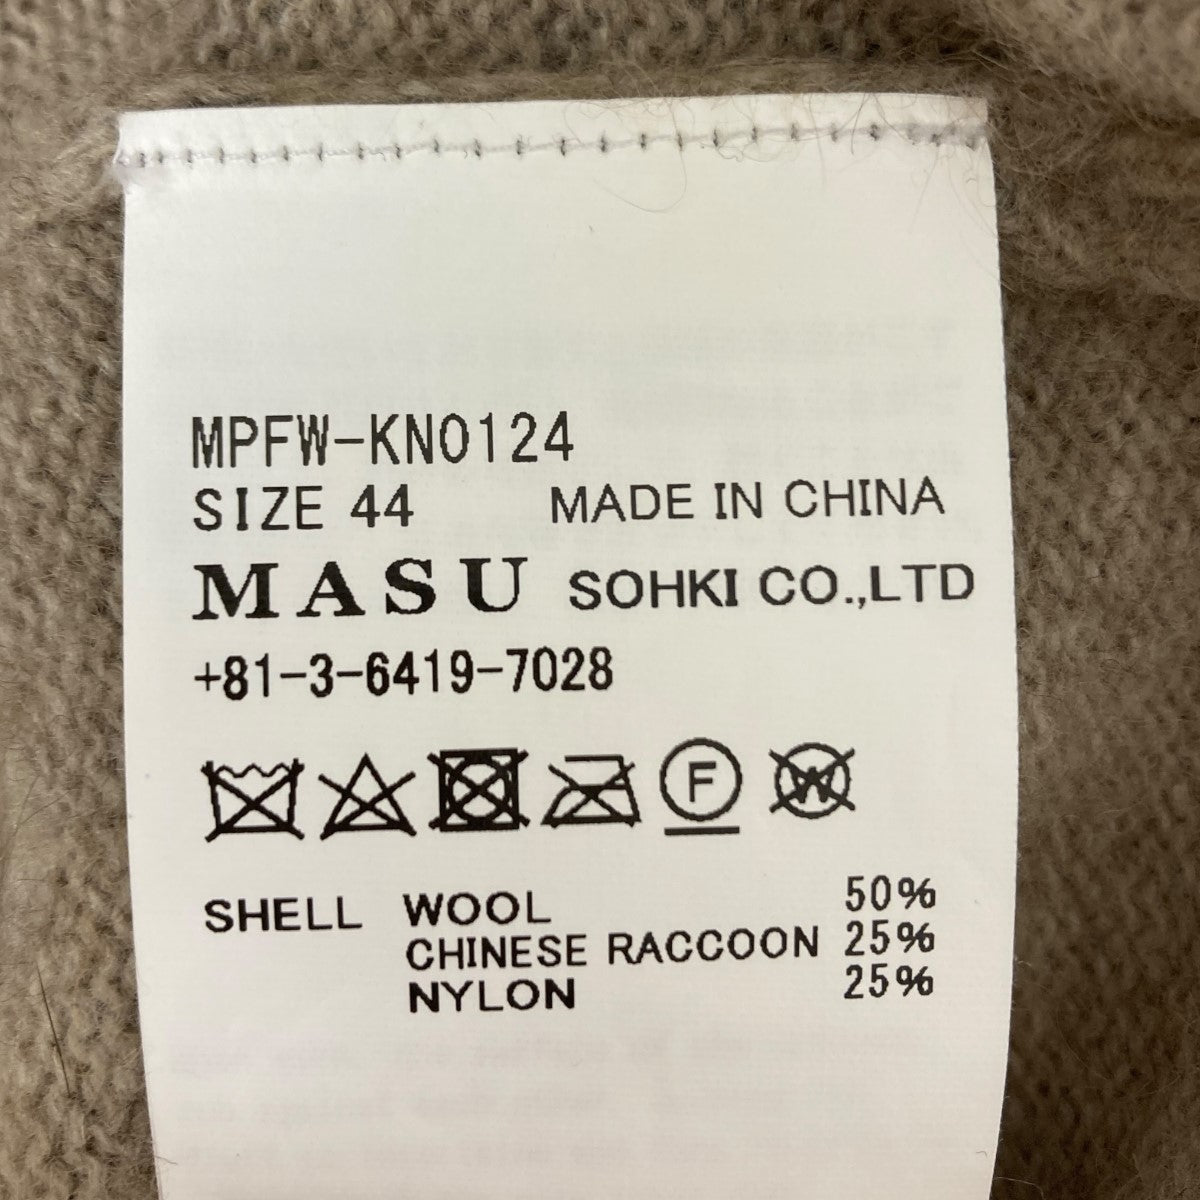 MPFW-KN0124
SIZE 44 MADE IN CHINA
MASU SOHKI CO.,LTD
+81-3-6419-7028
F W
SHELL WOOL 50%
CHINESE RACCOON 25%
NYLON 25%